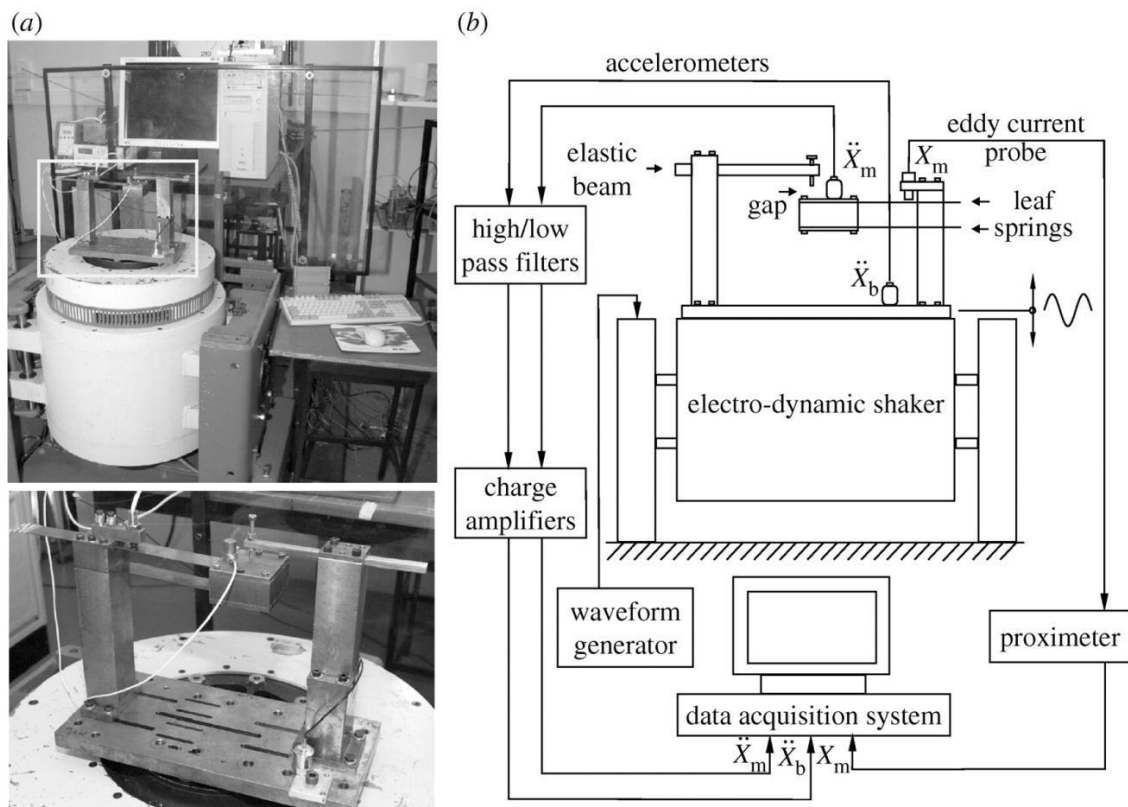 (a)
(b)
accelerometers
eddy current
probe
Ẍm
Xm
elastic
beam
gap
leaf
springs
high/low
pass filters
Ẍb
electro-dynamic shaker
charge
amplifiers
waveform
generator
proximeter
data acquisition system
Ẍm Ẍb Xm